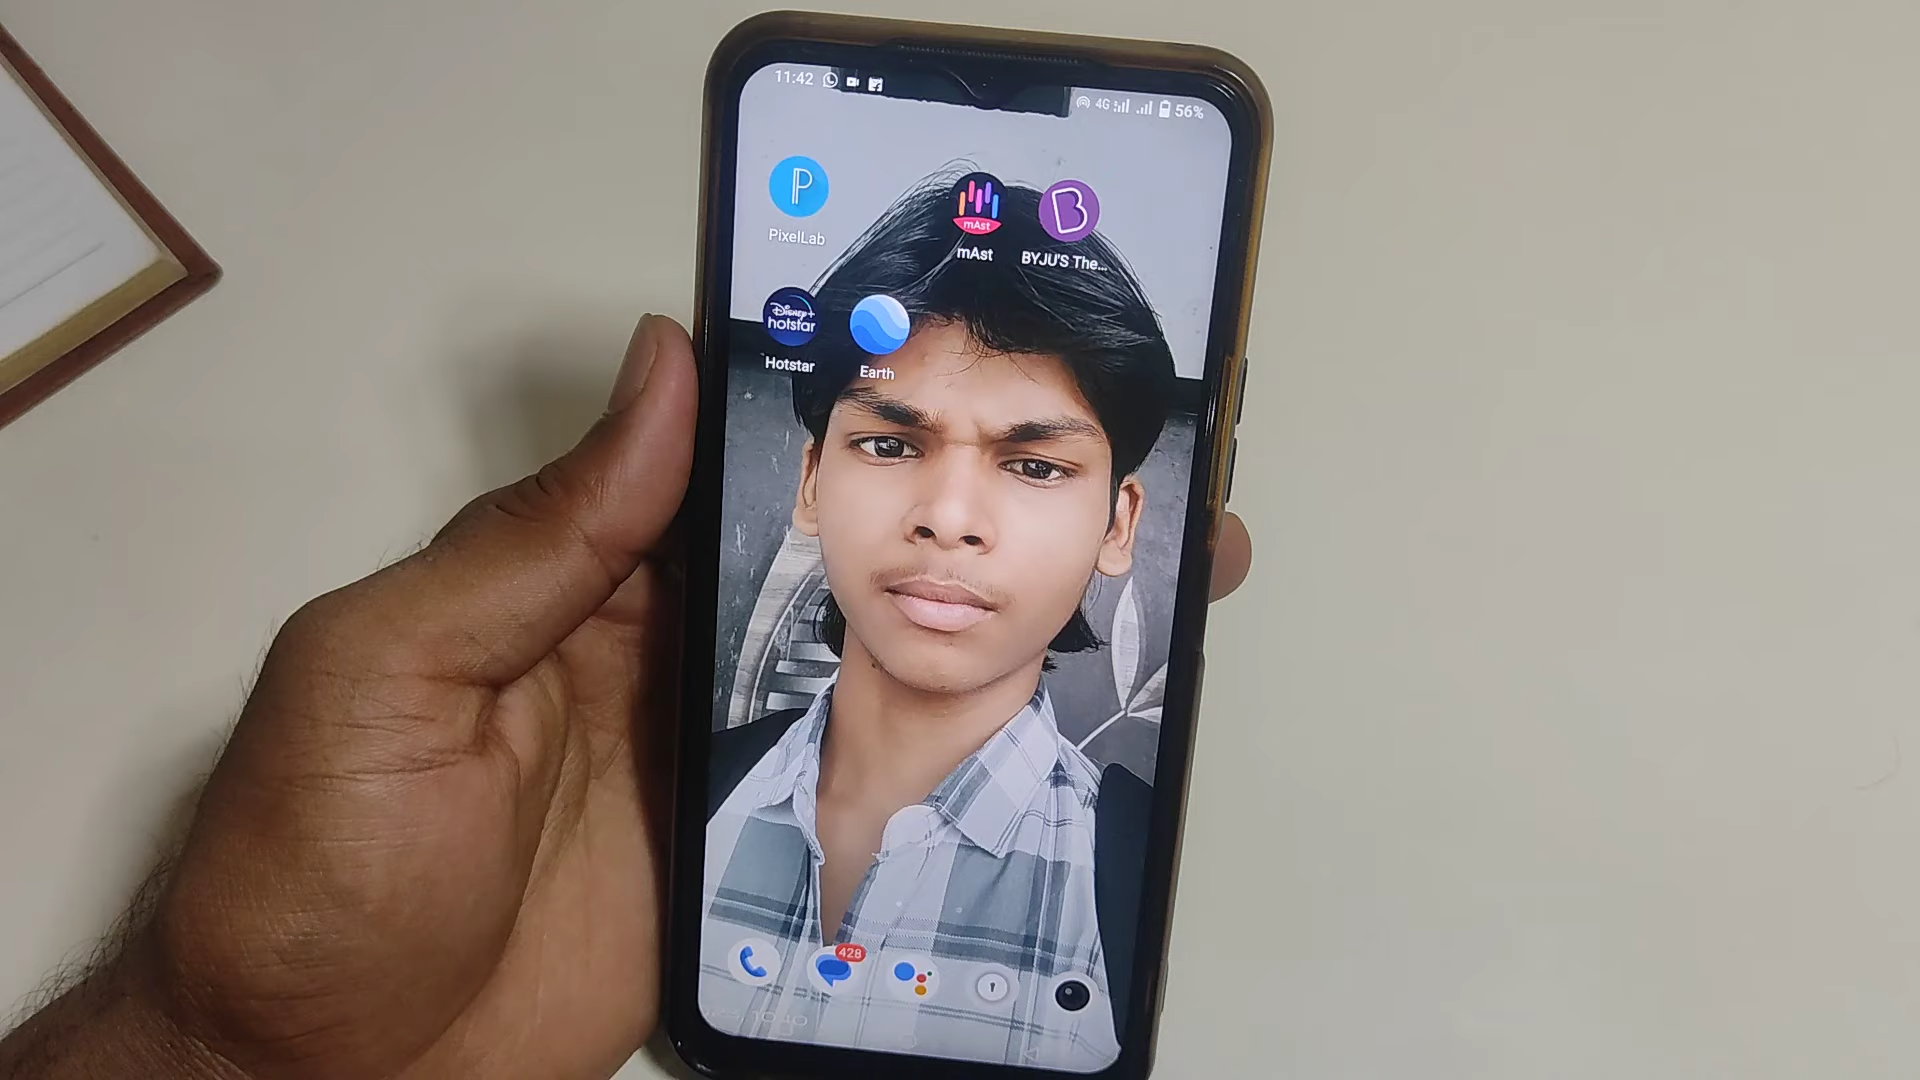 11:42
4G 56%
PixelLab
mAst
mAst
BYJU'S The...
Disney+
hotstar
Hotstar
Earth
428